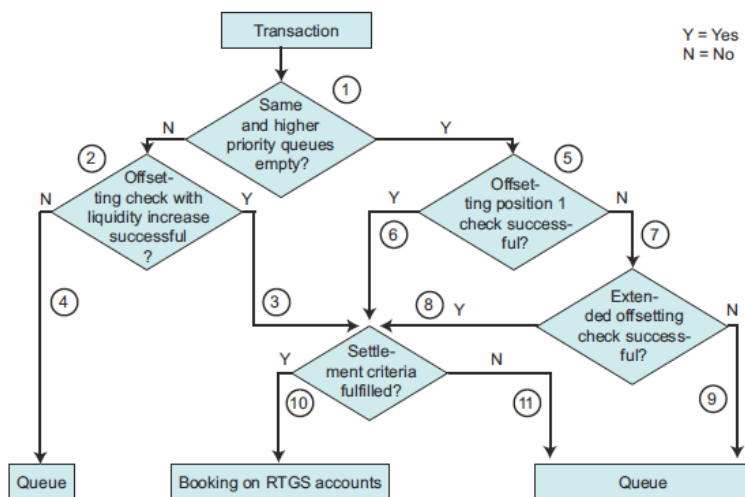 Transaction
Y = Yes
N = No
1
Same
and higher
priority queues
empty?
N
Y
2
5
Offset-
ting check with
liquidity increase
successful
?
N
Y
Offset-
ting position 1
check success-
ful?
Y
N
6
7
4
3
8
Y
Exten-
ded offsetting
check success-
ful?
N
Settle-
ment criteria
fulfilled?
Y
N
10
11
9
Queue
Booking on RTGS accounts
Queue